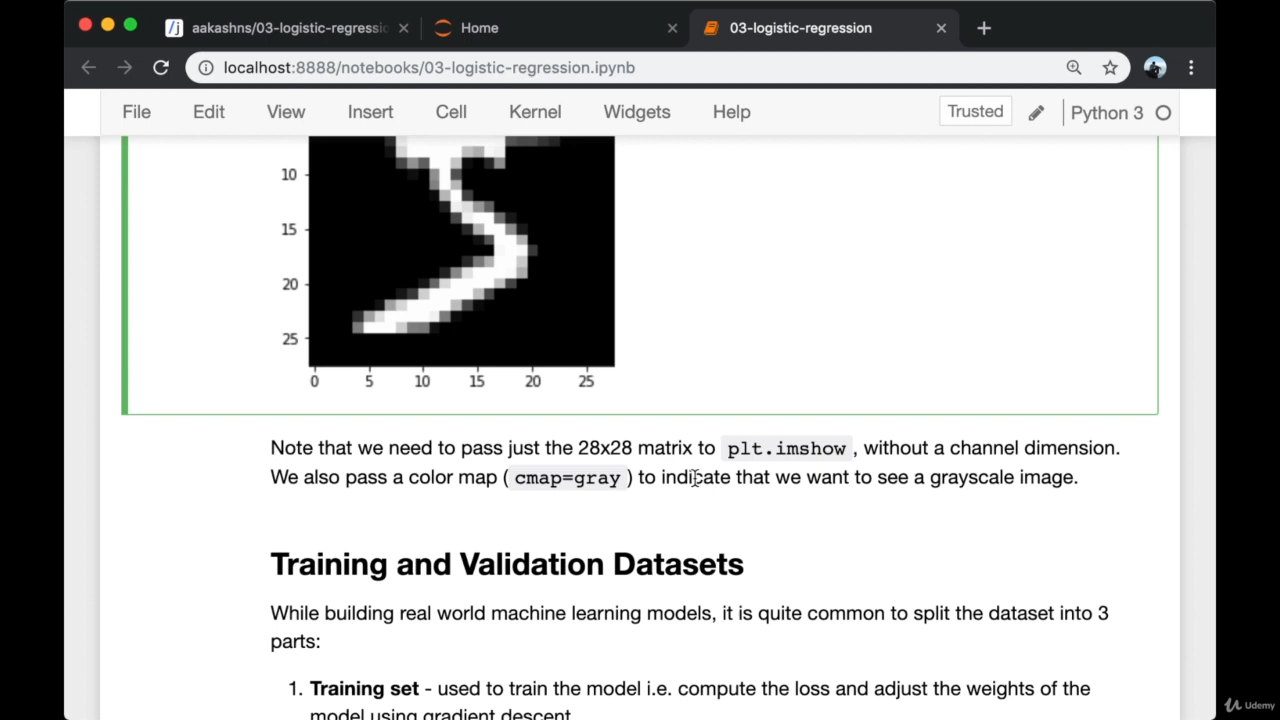 aakashns/03-logistic-regressi
Home
03-logistic-regression
localhost:8888/notebooks/03-logistic-regression.ipynb
File Edit View Insert Cell Kernel Widgets Help Trusted Python 3
10
15
20
25
0 5 10 15 20 25
Note that we need to pass just the 28x28 matrix to plt.imshow, without a channel dimension.
We also pass a color map (cmap=gray) to indicate that we want to see a grayscale image.
Training and Validation Datasets
While building real world machine learning models, it is quite common to split the dataset into 3
parts:
1. Training set - used to train the model i.e. compute the loss and adjust the weights of the
model using gradient descent
Udemy